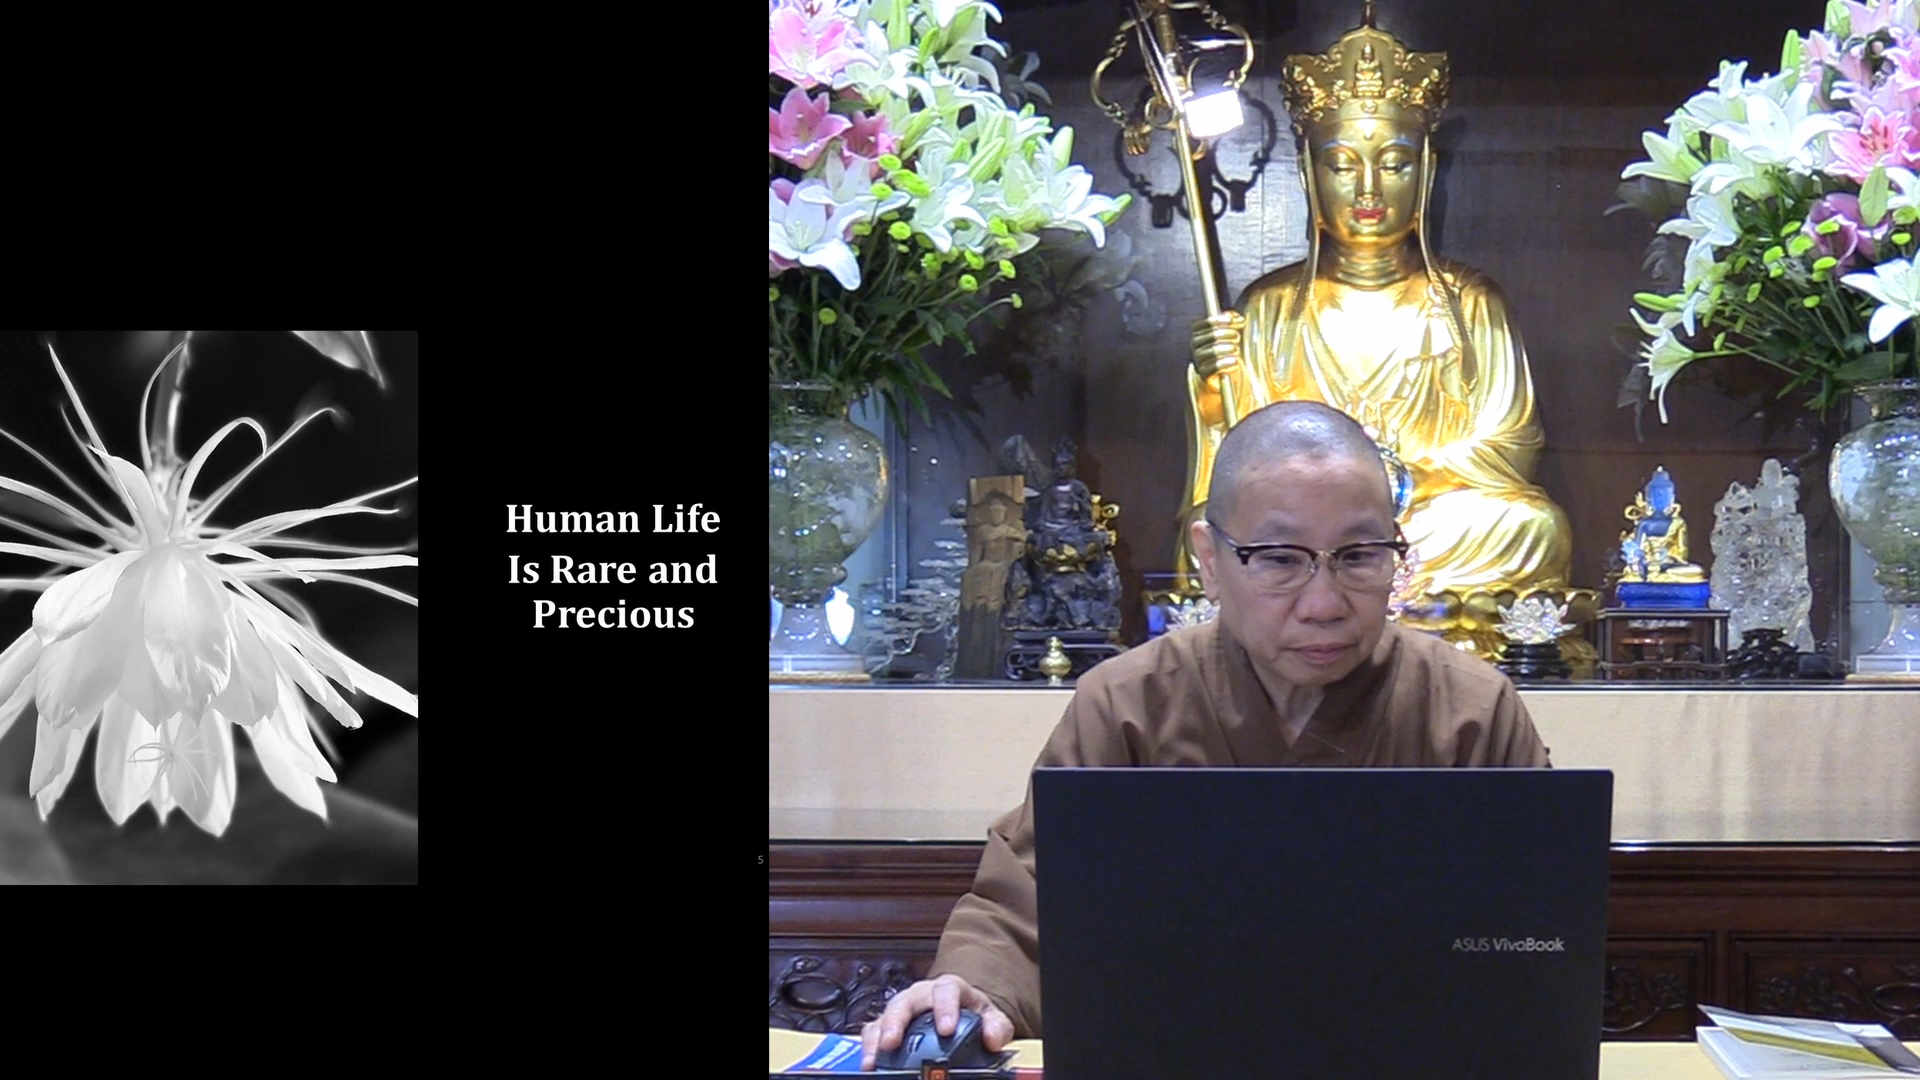 Human Life
Is Rare and
Precious
5
ASUS VivoBook